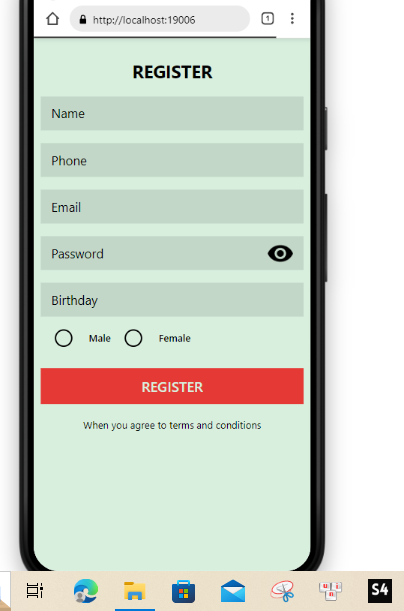 http://localhost:19006
1
REGISTER
Name
Phone
Email
Password
Birthday
Male Female
REGISTER
When you agree to terms and conditions
S4